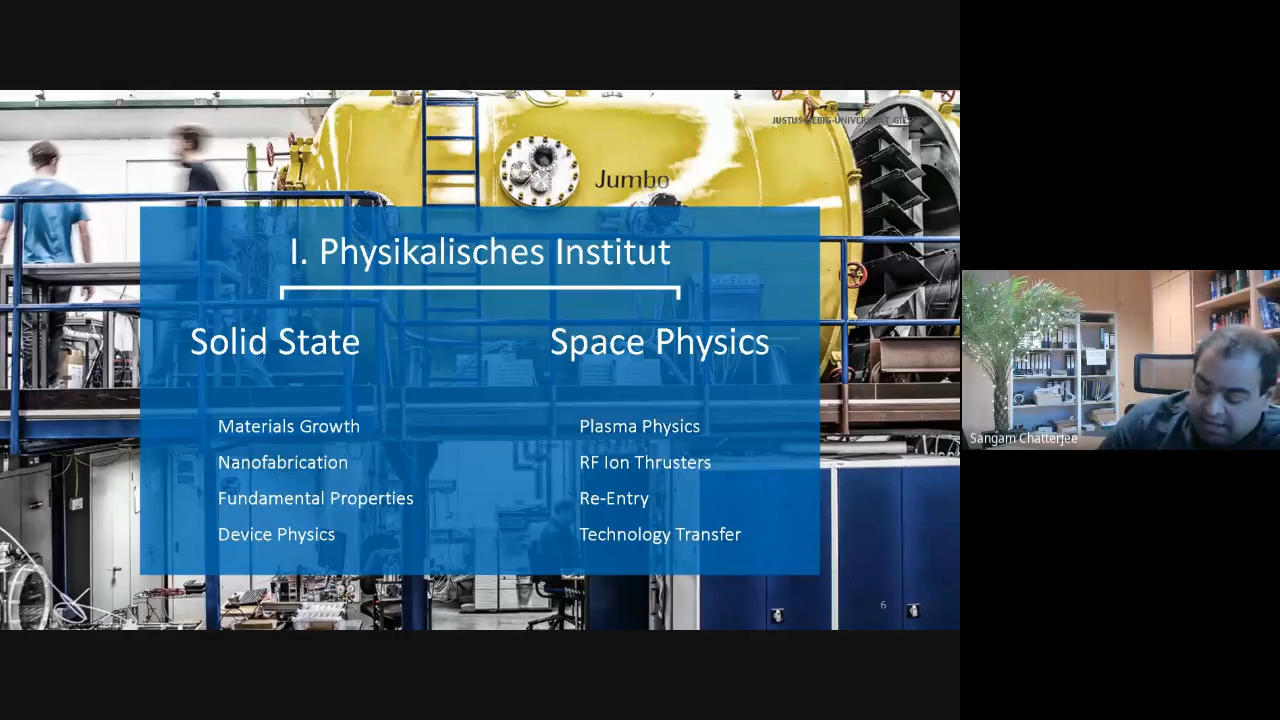 JUSTUS-LIEBIG-UNIVERSITÄT GIESSEN
Jumbo
I. Physikalisches Institut
Solid State
Space Physics
Materials Growth
Nanofabrication
Fundamental Properties
Device Physics
Plasma Physics
RF Ion Thrusters
Re-Entry
Technology Transfer
6
Sangam Chatterjee